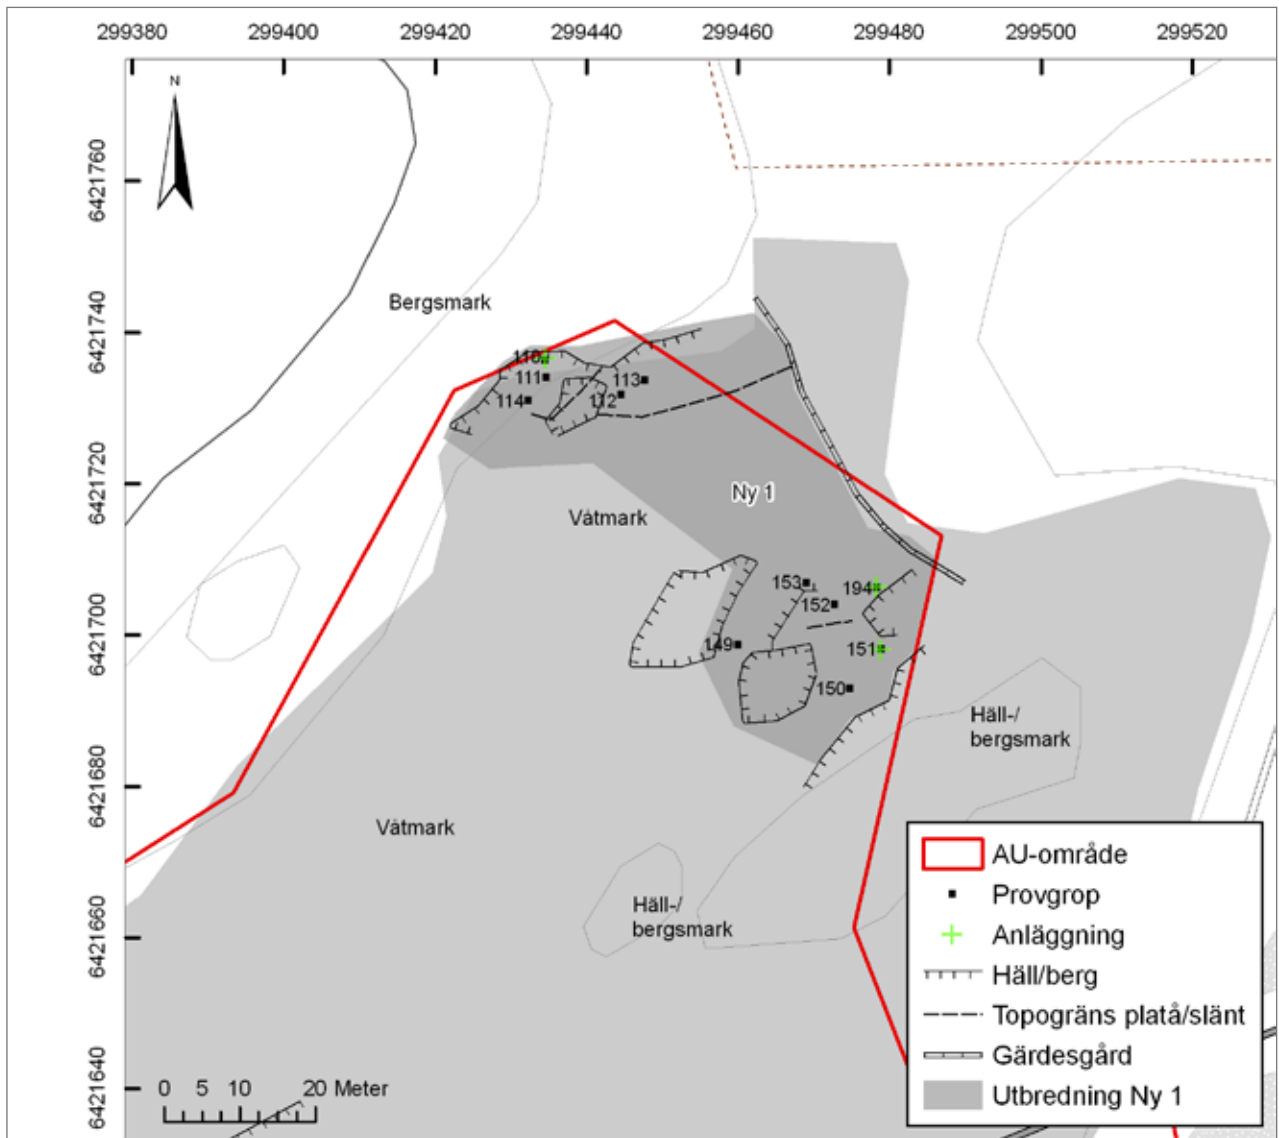 299380 299400 299420 299440 299460 299480 299500 299520
N
6421760
6421740
6421720
6421700
6421680
6421660
6421640
Bergsmark
110
111
113
114
112
Ny 1
Våtmark
153
194
152
149
151
150
Häll-/
bergsmark
Våtmark
Häll-/
bergsmark
AU-område
Provgrop
Anläggning
Häll/berg
Topogräns platå/slänt
Gärdesgård
Utbredning Ny 1
0 5 10 20 Meter